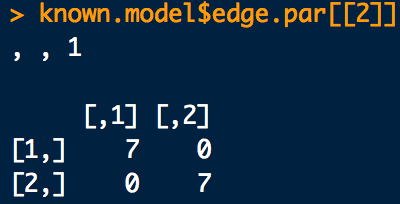 > known.model$edge.par[[2]]
, , 1
     [,1] [,2]
[1,]    7    0
[2,]    0    7